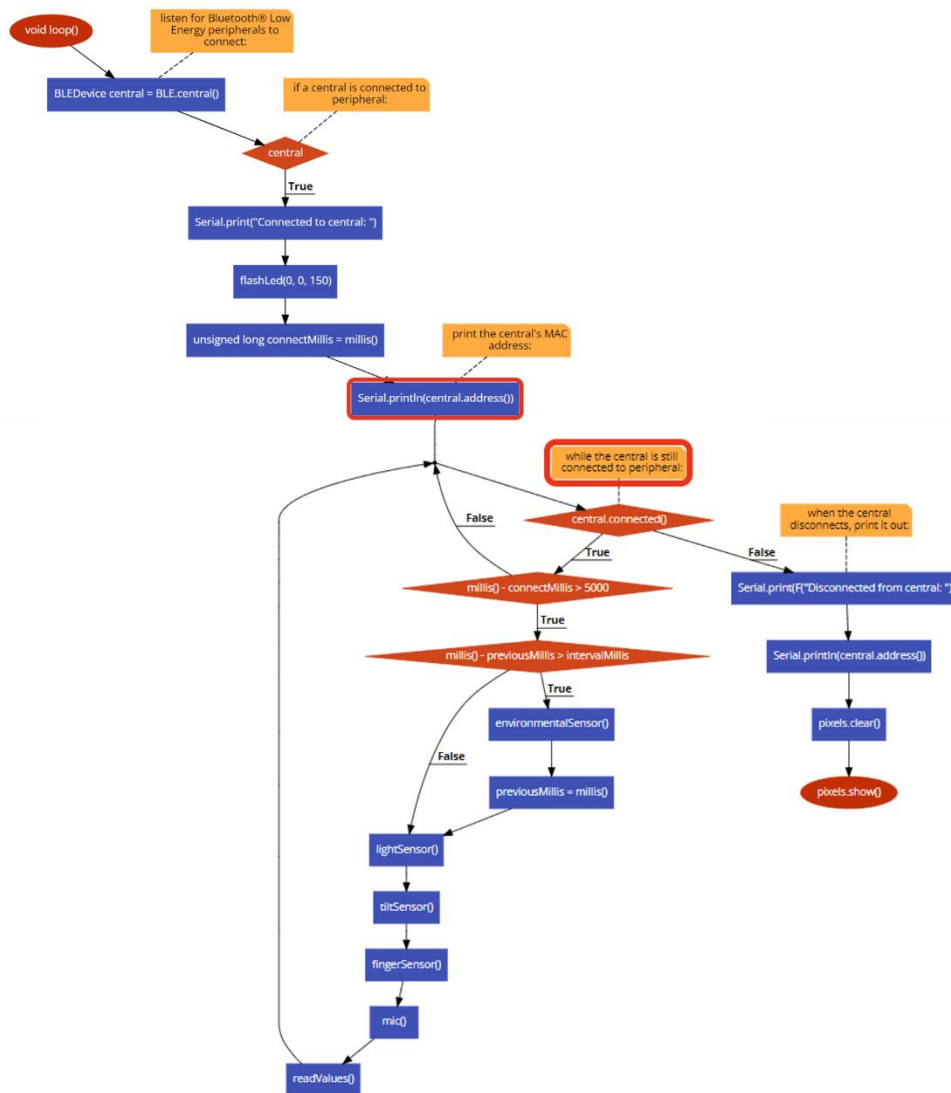 void loop()
listen for Bluetooth® Low
Energy peripherals to
connect:
BLEDevice central = BLE.central()
if a central is connected to
peripheral:
central
True
Serial.print("Connected to central: ")
flashLed(0, 0, 150)
unsigned long connectMillis = millis()
print the central's MAC
address:
Serial.println(central.address())
while the central is still
connected to peripheral:
central.connected()
when the central
disconnects, print it out:
False
True
False
Serial.print(F("Disconnected from central: ")
millis() - connectMillis > 5000
True
Serial.println(central.address())
millis() - previousMillis > intervalMillis
True
environmentalSensor()
pixels.clear()
False
previousMillis = millis()
pixels.show()
lightSensor()
tiltSensor()
fingerSensor()
mic()
readValues()